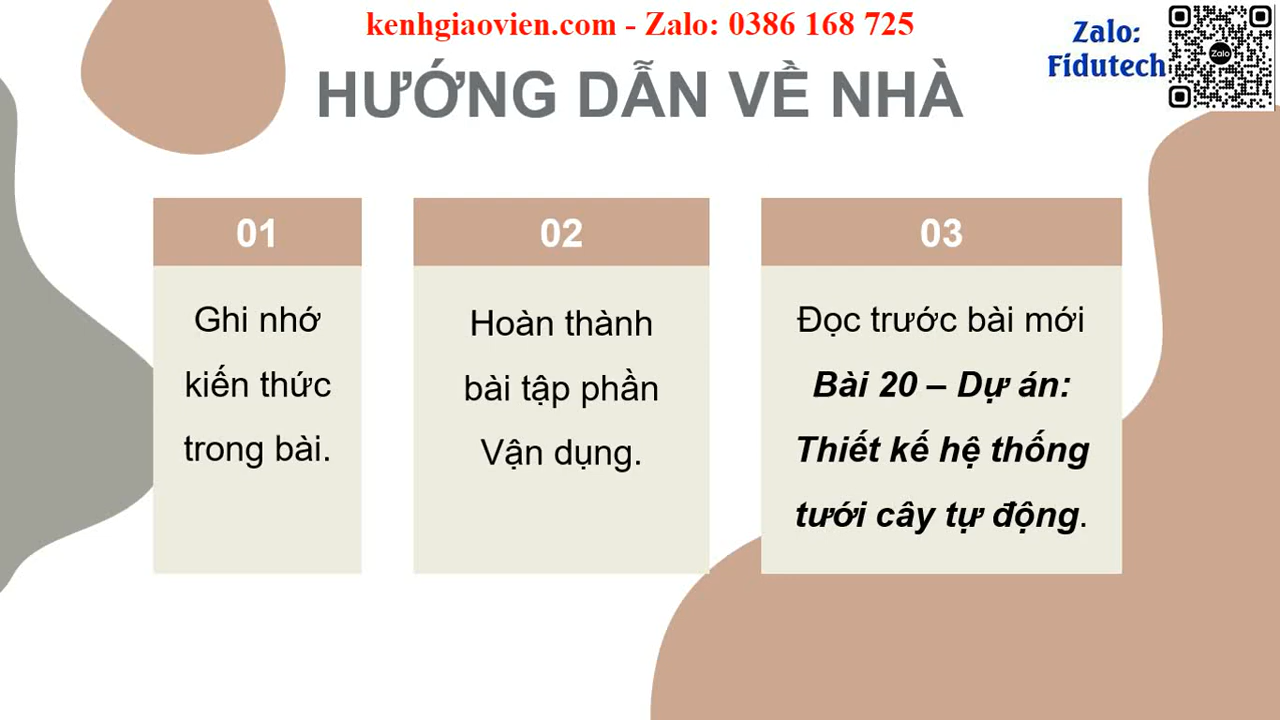 kenhgiaovien.com - Zalo: 0386 168 725
Zalo:
Fidutech
Zalo
HƯỚNG DẪN VỀ NHÀ
01
Ghi nhớ
kiến thức
trong bài.
02
Hoàn thành
bài tập phần
Vận dụng.
03
Đọc trước bài mới
Bài 20 – Dự án:
Thiết kế hệ thống
tưới cây tự động.